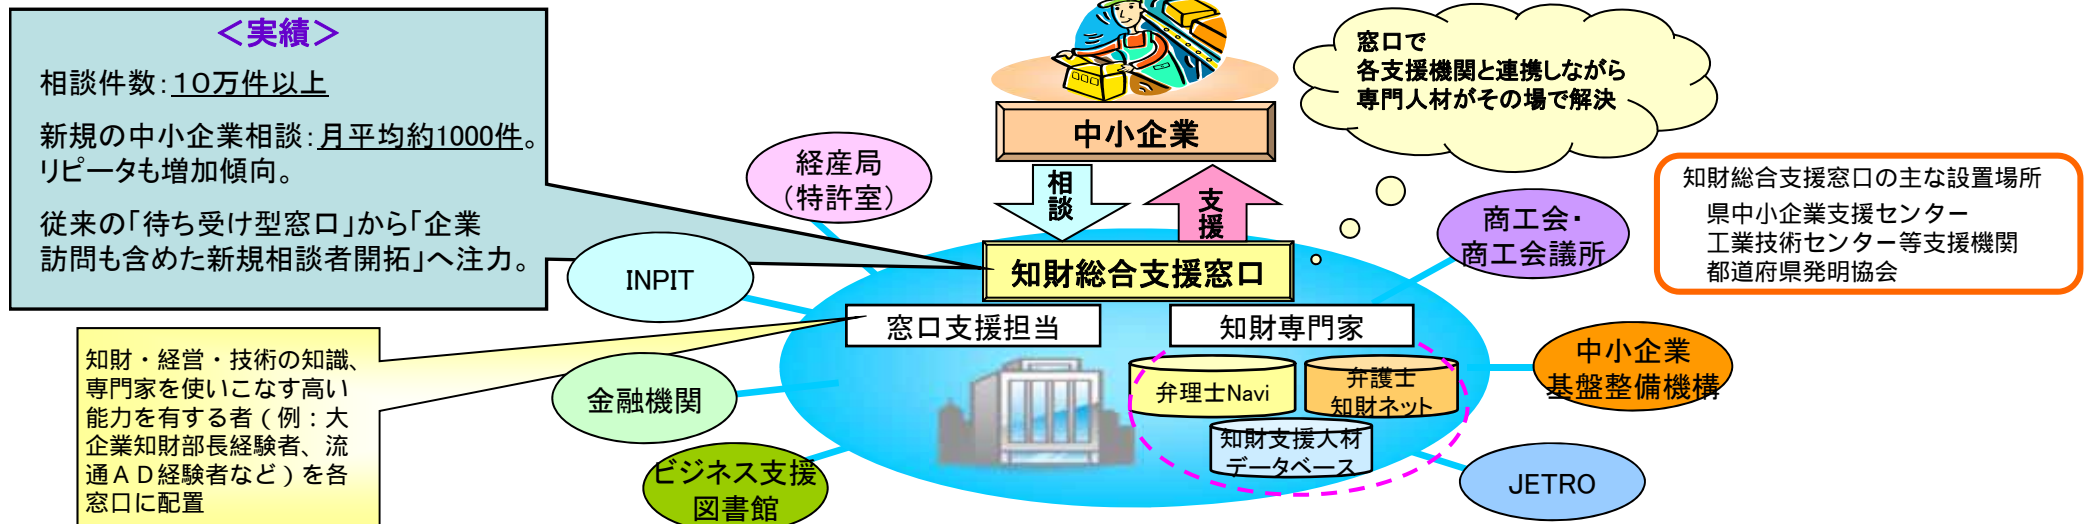 ＜実績＞
相談件数：１０万件以上
新規の中小企業相談：月平均約1000件。
リピータも増加傾向。
従来の「待ち受け型窓口」から「企業
訪問も含めた新規相談者開拓」へ注力。
知財・経営・技術の知識、
専門家を使いこなす高い
能力を有する者（例：大
企業知財部長経験者、流
通ＡＤ経験者など）を各
窓口に配置
中小企業
相談
支援
窓口で
各支援機関と連携しながら
専門人材がその場で解決
知財総合支援窓口
窓口支援担当
知財専門家
弁理士Navi
弁護士
知財ネット
知財支援人材
データベース
経産局
（特許室）
INPIT
金融機関
ビジネス支援
図書館
商工会・
商工会議所
中小企業
基盤整備機構
JETRO
知財総合支援窓口の主な設置場所
県中小企業支援センター
工業技術センター等支援機関
都道府県発明協会